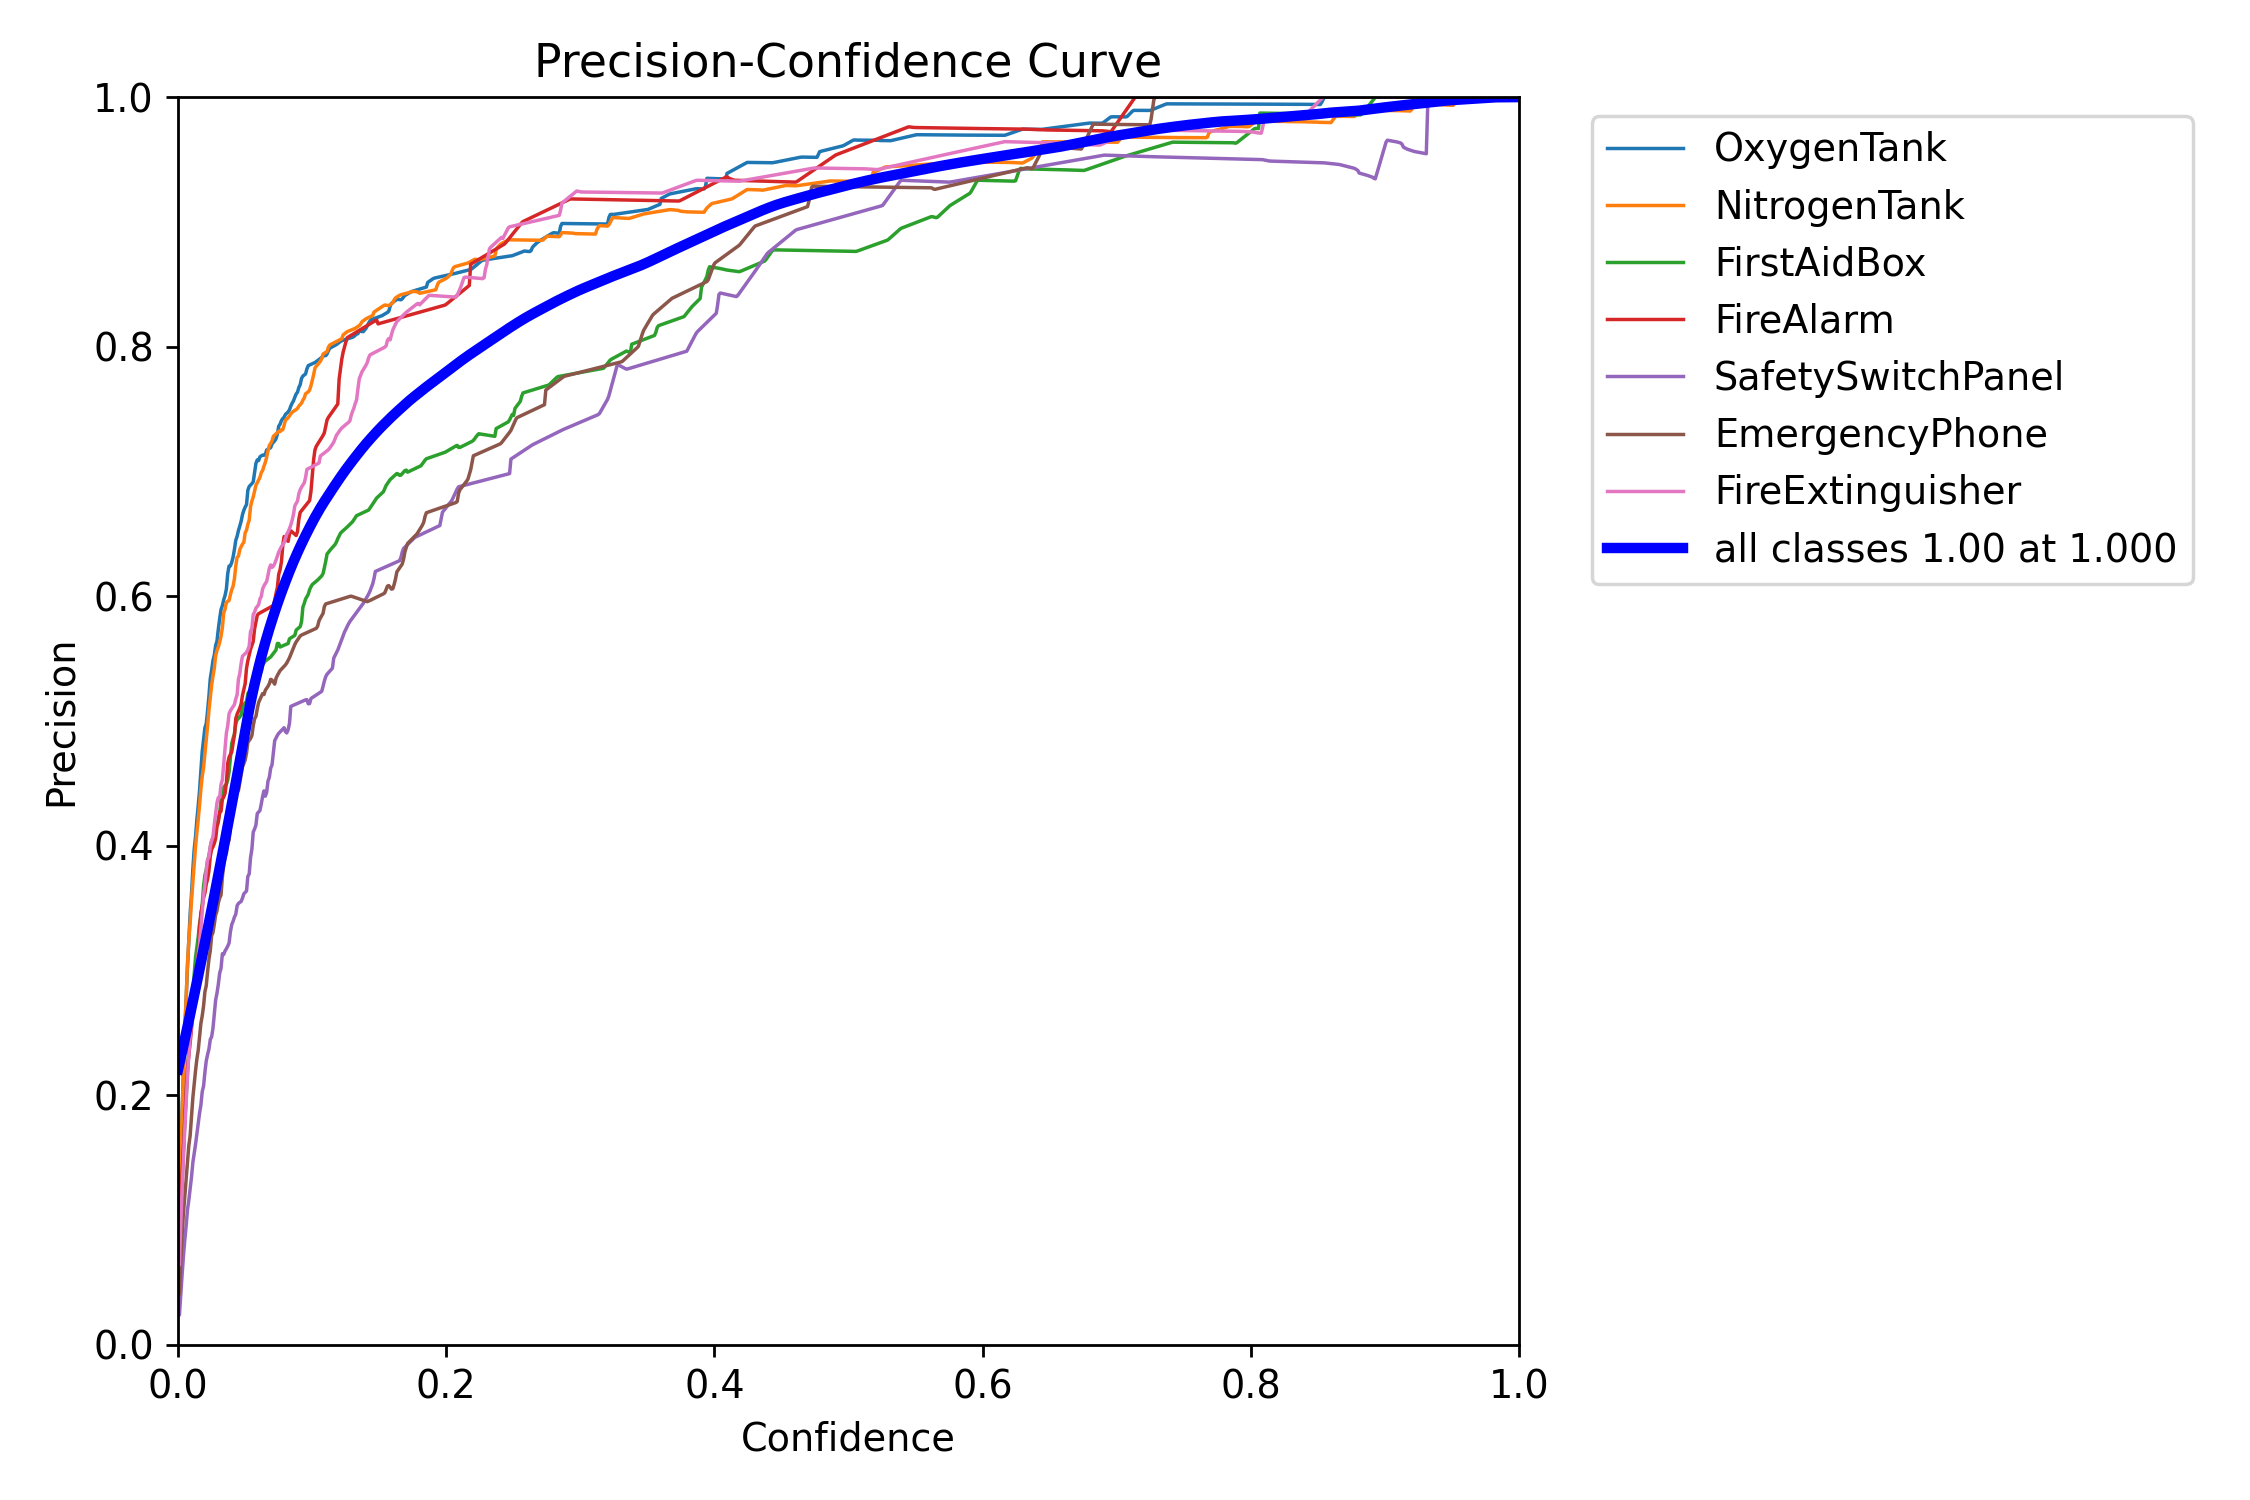 Precision-Confidence Curve
1.0
0.8
0.6
0.4
0.2
0.0
Precision
0.0 0.2 0.4 0.6 0.8 1.0
Confidence
OxygenTank
NitrogenTank
FirstAidBox
FireAlarm
SafetySwitchPanel
EmergencyPhone
FireExtinguisher
all classes 1.00 at 1.000